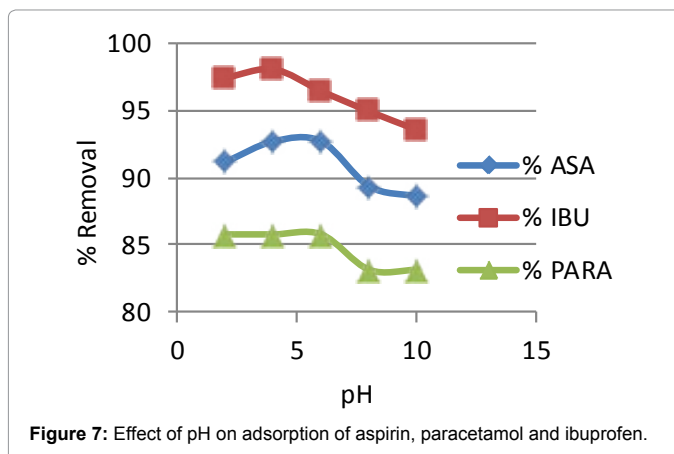 100
95
90
85
80
% Removal
0 5 10 15
pH
% ASA
% IBU
% PARA
Figure 7: Effect of pH on adsorption of aspirin, paracetamol and ibuprofen.